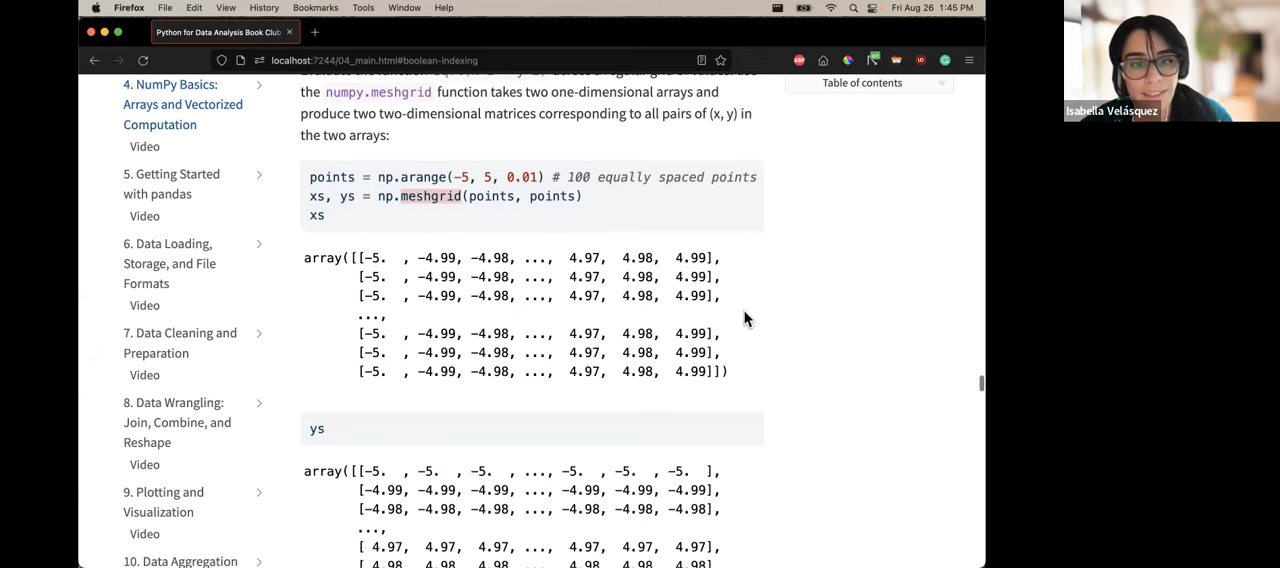 Firefox File Edit View History Bookmarks Tools Window Help Fri Aug 26 1:45 PM
Python for Data Analysis Book Club
localhost:7244/04_main.html#boolean-indexing
4. NumPy Basics:
Arrays and Vectorized
Computation
Video
5. Getting Started
with pandas
Video
6. Data Loading,
Storage, and File
Formats
Video
7. Data Cleaning and
Preparation
Video
8. Data Wrangling:
Join, Combine, and
Reshape
Video
9. Plotting and
Visualization
Video
10. Data Aggregation
the numpy.meshgrid function takes two one-dimensional arrays and
produce two two-dimensional matrices corresponding to all pairs of (x, y) in
the two arrays:
points = np.arange(-5, 5, 0.01) # 100 equally spaced points
xs, ys = np.meshgrid(points, points)
xs
array([[-5.  , -4.99, -4.98, ...,  4.97,  4.98,  4.99],
[-5.  , -4.99, -4.98, ...,  4.97,  4.98,  4.99],
[-5.  , -4.99, -4.98, ...,  4.97,  4.98,  4.99],
...,
[-5.  , -4.99, -4.98, ...,  4.97,  4.98,  4.99],
[-5.  , -4.99, -4.98, ...,  4.97,  4.98,  4.99],
[-5.  , -4.99, -4.98, ...,  4.97,  4.98,  4.99]])
ys
array([[-5.  , -5.  , -5.  , ..., -5.  , -5.  , -5.  ],
[-4.99, -4.99, -4.99, ..., -4.99, -4.99, -4.99],
[-4.98, -4.98, -4.98, ..., -4.98, -4.98, -4.98],
...,
[ 4.97,  4.97,  4.97, ...,  4.97,  4.97,  4.97],
Table of contents
Isabella Velásquez